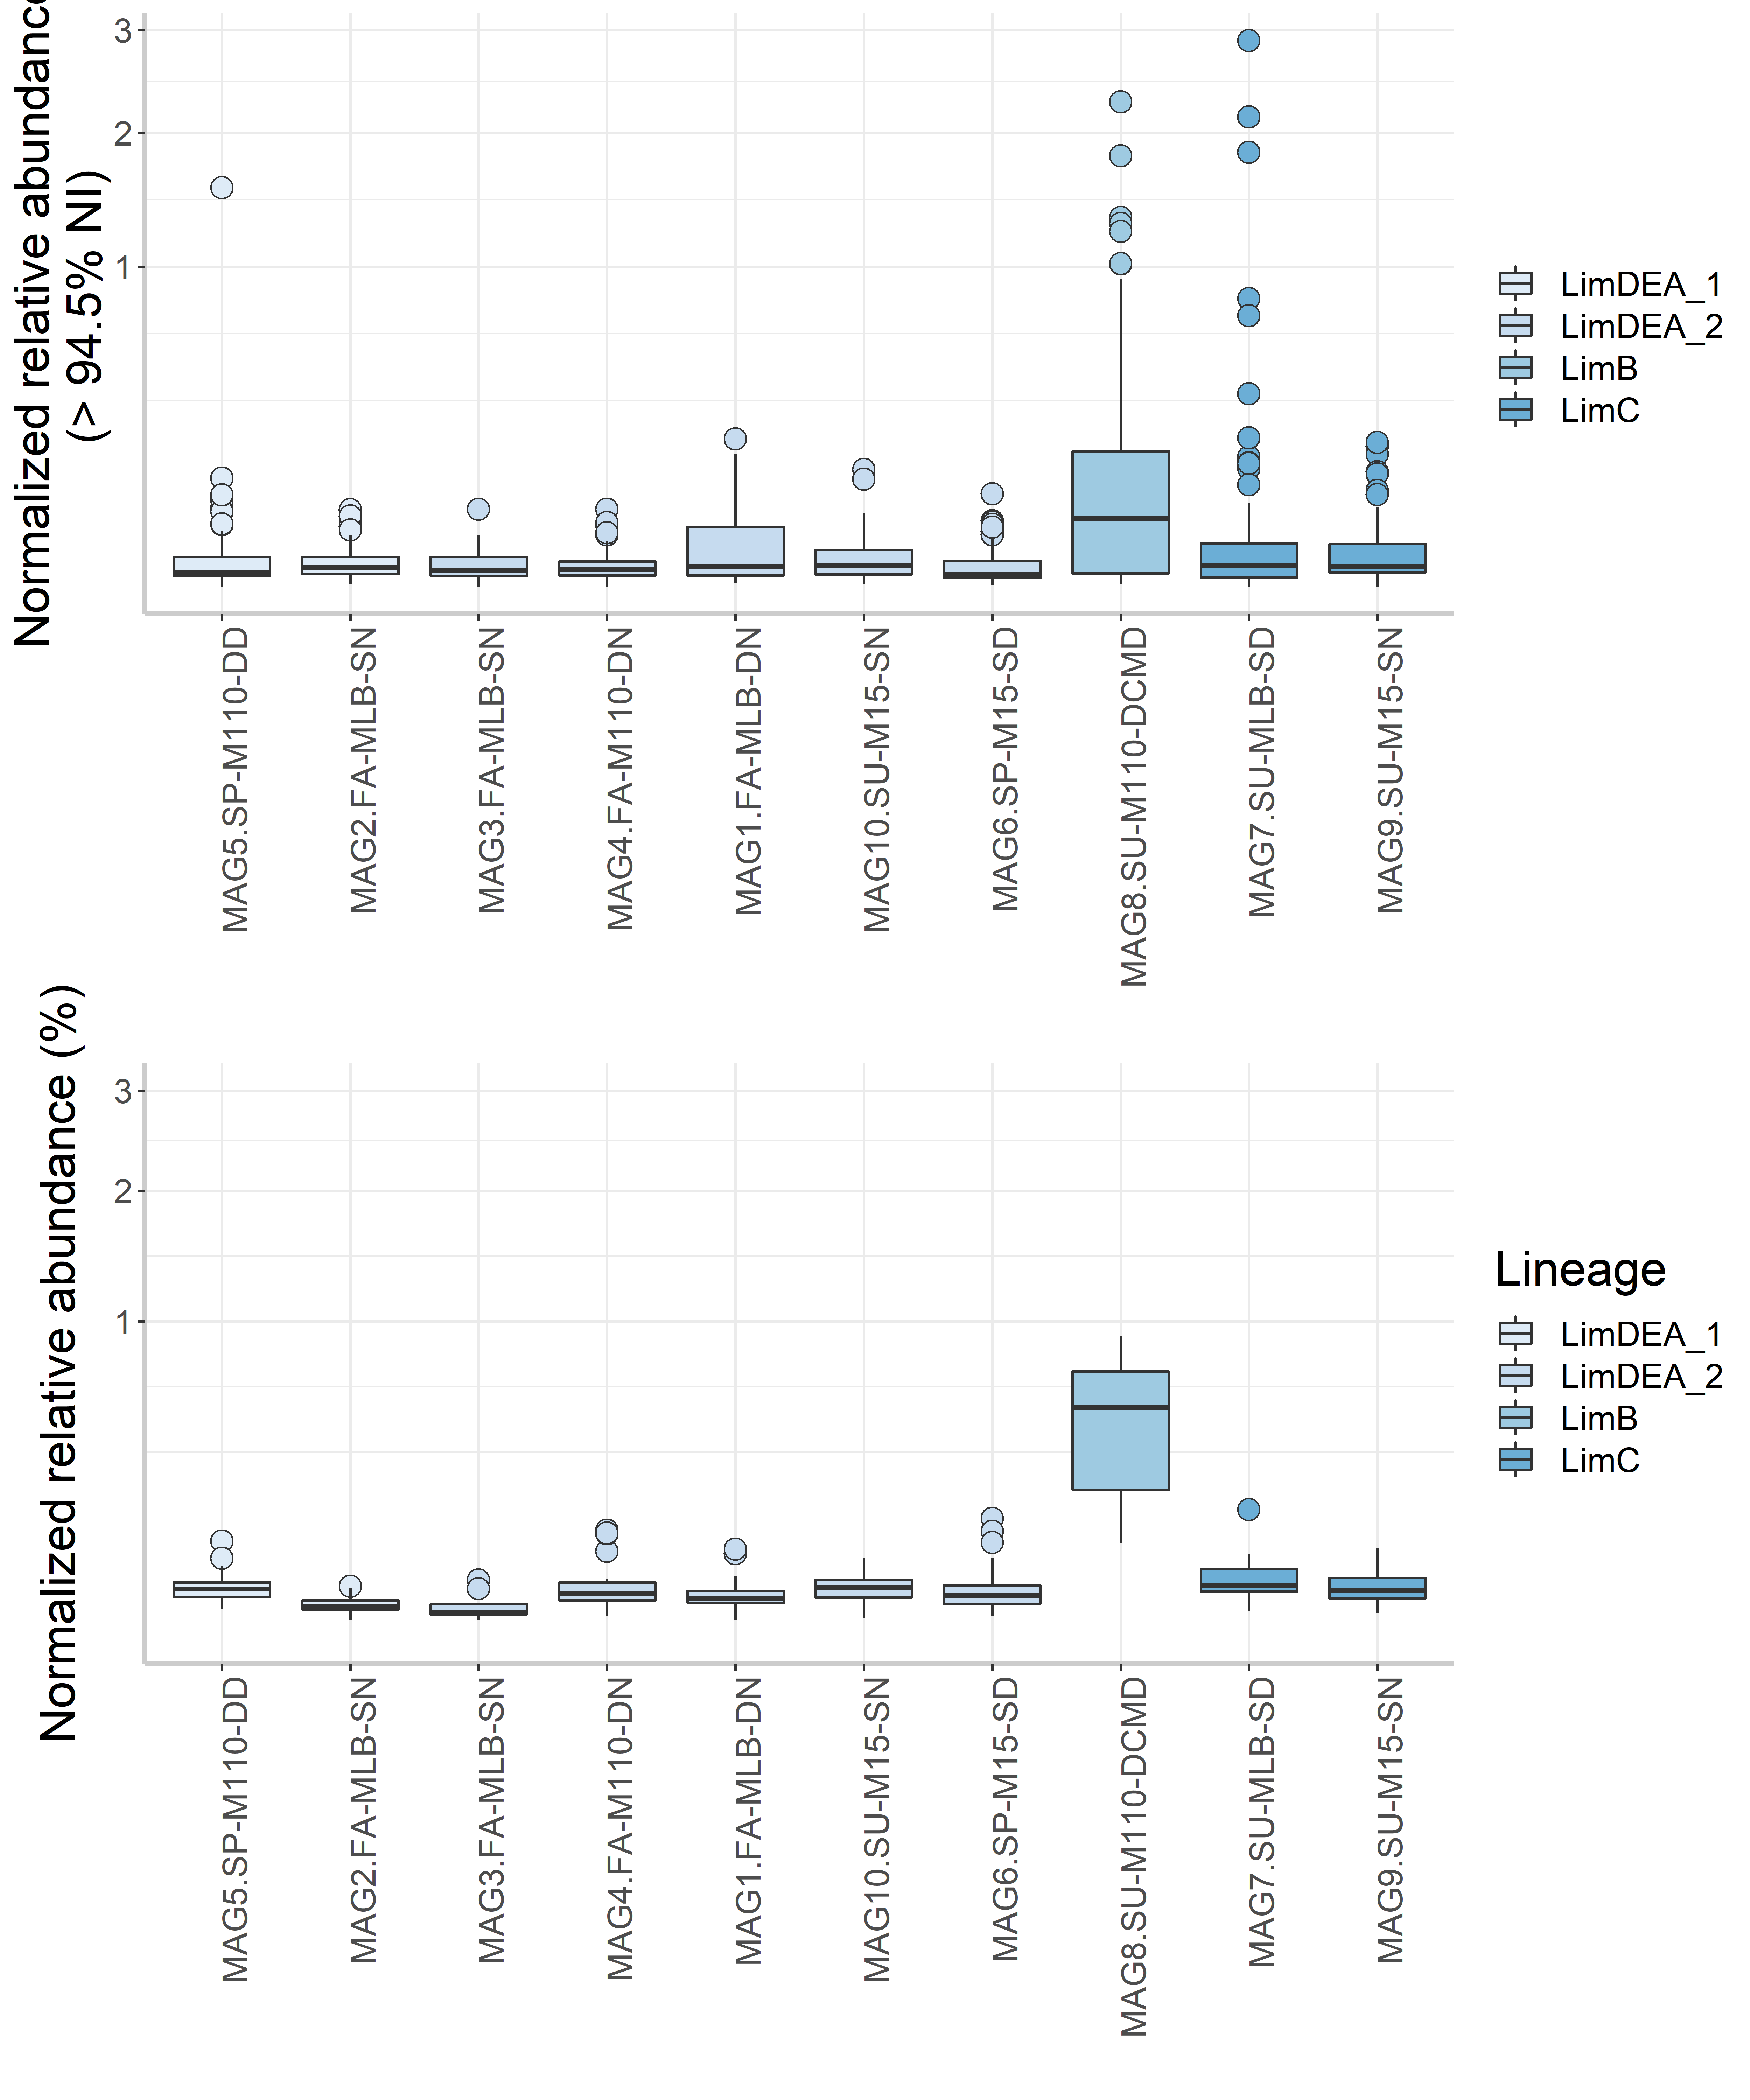 Normalized relative abundance
(> 94.5% NI)
3
2
1
MAG5.SP-M110-DD
MAG2.FA-MLB-SN
MAG3.FA-MLB-SN
MAG4.FA-M110-DN
MAG1.FA-MLB-DN
MAG10.SU-M15-SN
MAG6.SP-M15-SD
MAG8.SU-M110-DCMD
MAG7.SU-MLB-SD
MAG9.SU-M15-SN
LimDEA_1
LimDEA_2
LimB
LimC
Normalized relative abundance (%)
3
2
1
MAG5.SP-M110-DD
MAG2.FA-MLB-SN
MAG3.FA-MLB-SN
MAG4.FA-M110-DN
MAG1.FA-MLB-DN
MAG10.SU-M15-SN
MAG6.SP-M15-SD
MAG8.SU-M110-DCMD
MAG7.SU-MLB-SD
MAG9.SU-M15-SN
Lineage
LimDEA_1
LimDEA_2
LimB
LimC